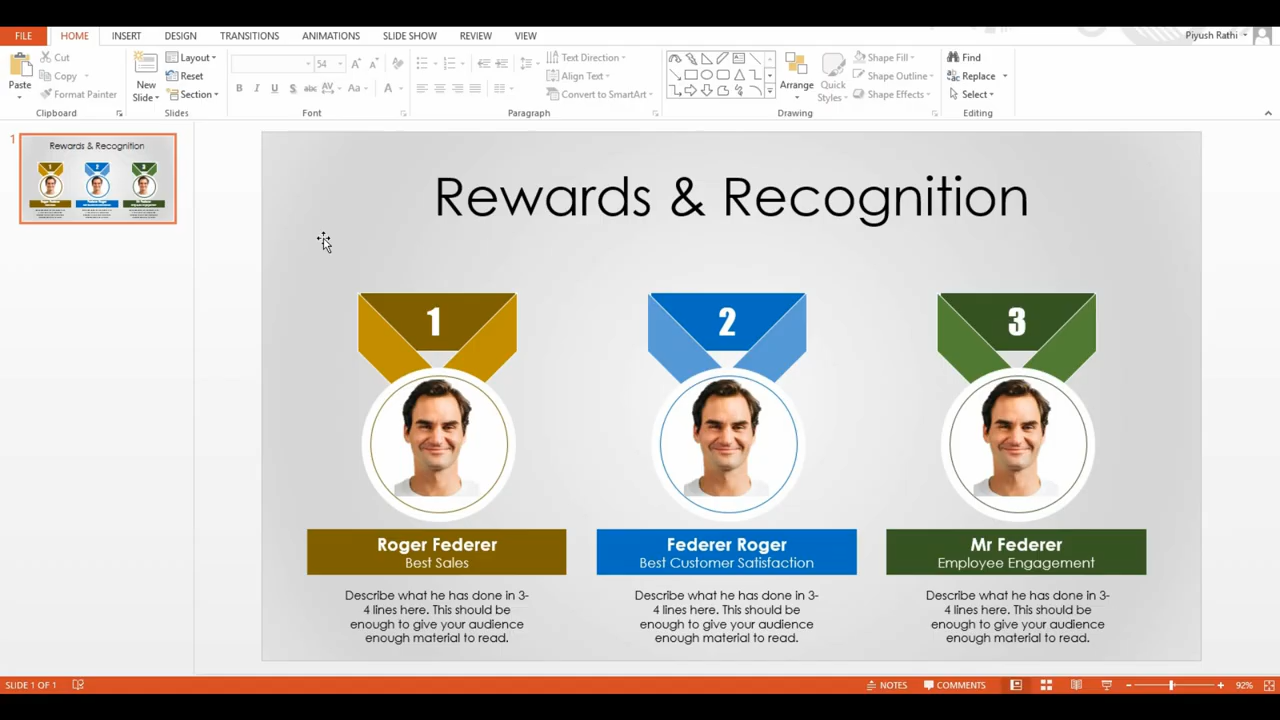 FILE HOME INSERT DESIGN TRANSITIONS ANIMATIONS SLIDE SHOW REVIEW VIEW Piyush Rathi
Paste
Cut
Copy
Format Painter
Clipboard
New
Slide
Layout
Reset
Section
Slides
54
B I U S abc AV Aa A
Font
Text Direction
Align Text
Convert to SmartArt
Paragraph
Arrange
Quick
Styles
Shape Fill
Shape Outline
Shape Effects
Drawing
Find
Replace
Select
Editing
1
Rewards & Recognition
1 2 3
Rewards & Recognition
1 2 3
Roger Federer
Best Sales
Describe what he has done in 3-
4 lines here. This should be
enough to give your audience
enough material to read.
Federer Roger
Best Customer Satisfaction
Describe what he has done in 3-
4 lines here. This should be
enough to give your audience
enough material to read.
Mr Federer
Employee Engagement
Describe what he has done in 3-
4 lines here. This should be
enough to give your audience
enough material to read.
SLIDE 1 OF 1 NOTES COMMENTS 92%